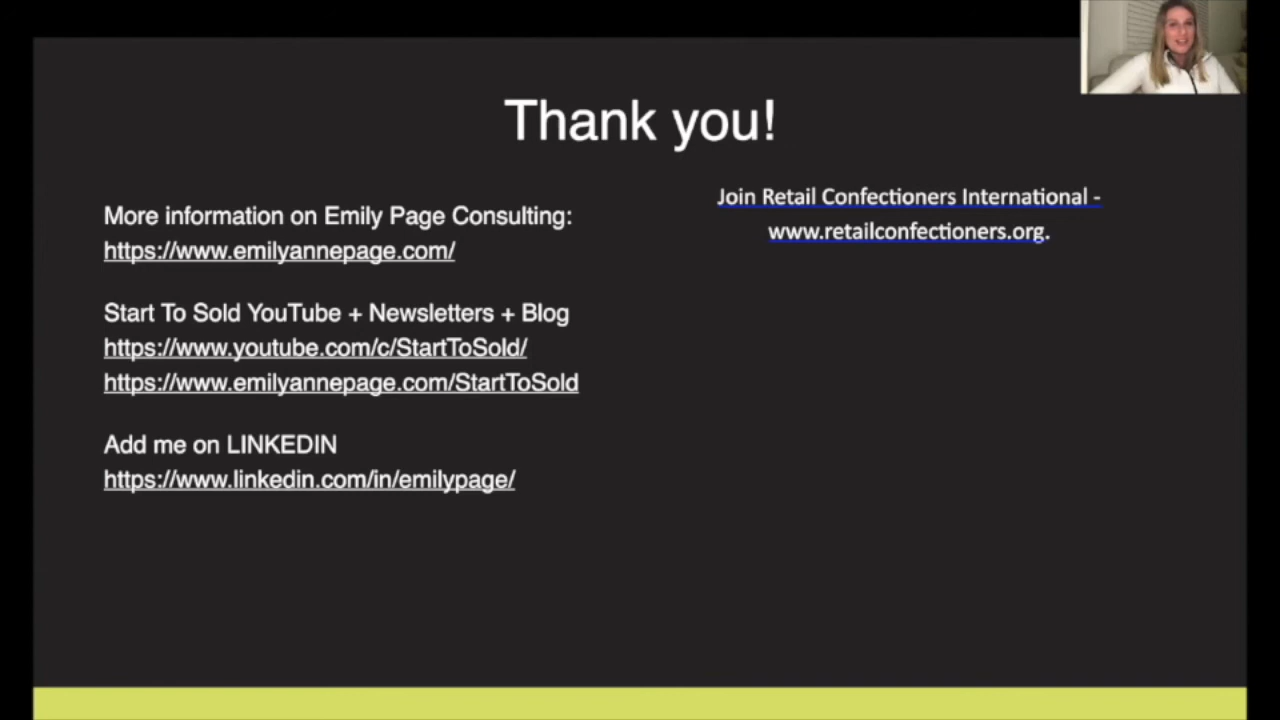 Thank you!
More information on Emily Page Consulting:
https://www.emilyannepage.com/
Start To Sold YouTube + Newsletters + Blog
https://www.youtube.com/c/StartToSold/
https://www.emilyannepage.com/StartToSold
Add me on LINKEDIN
https://www.linkedin.com/in/emilypage/
Join Retail Confectioners International -
www.retailconfectioners.org.